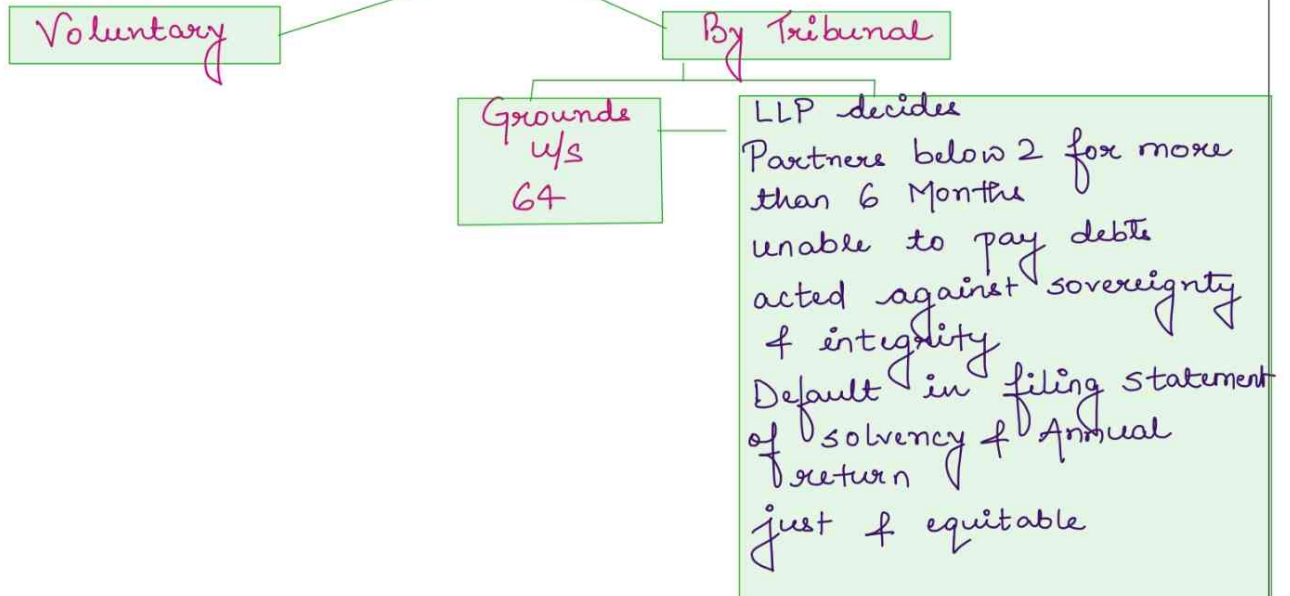 Voluntary
By Tribunal
Grounds
u/s
64
LLP decides
Partners below 2 for more
than 6 Months
unable to pay debts
acted against sovereignty
& integrity
Default in filing statement
of solvency & Annual
return
just & equitable